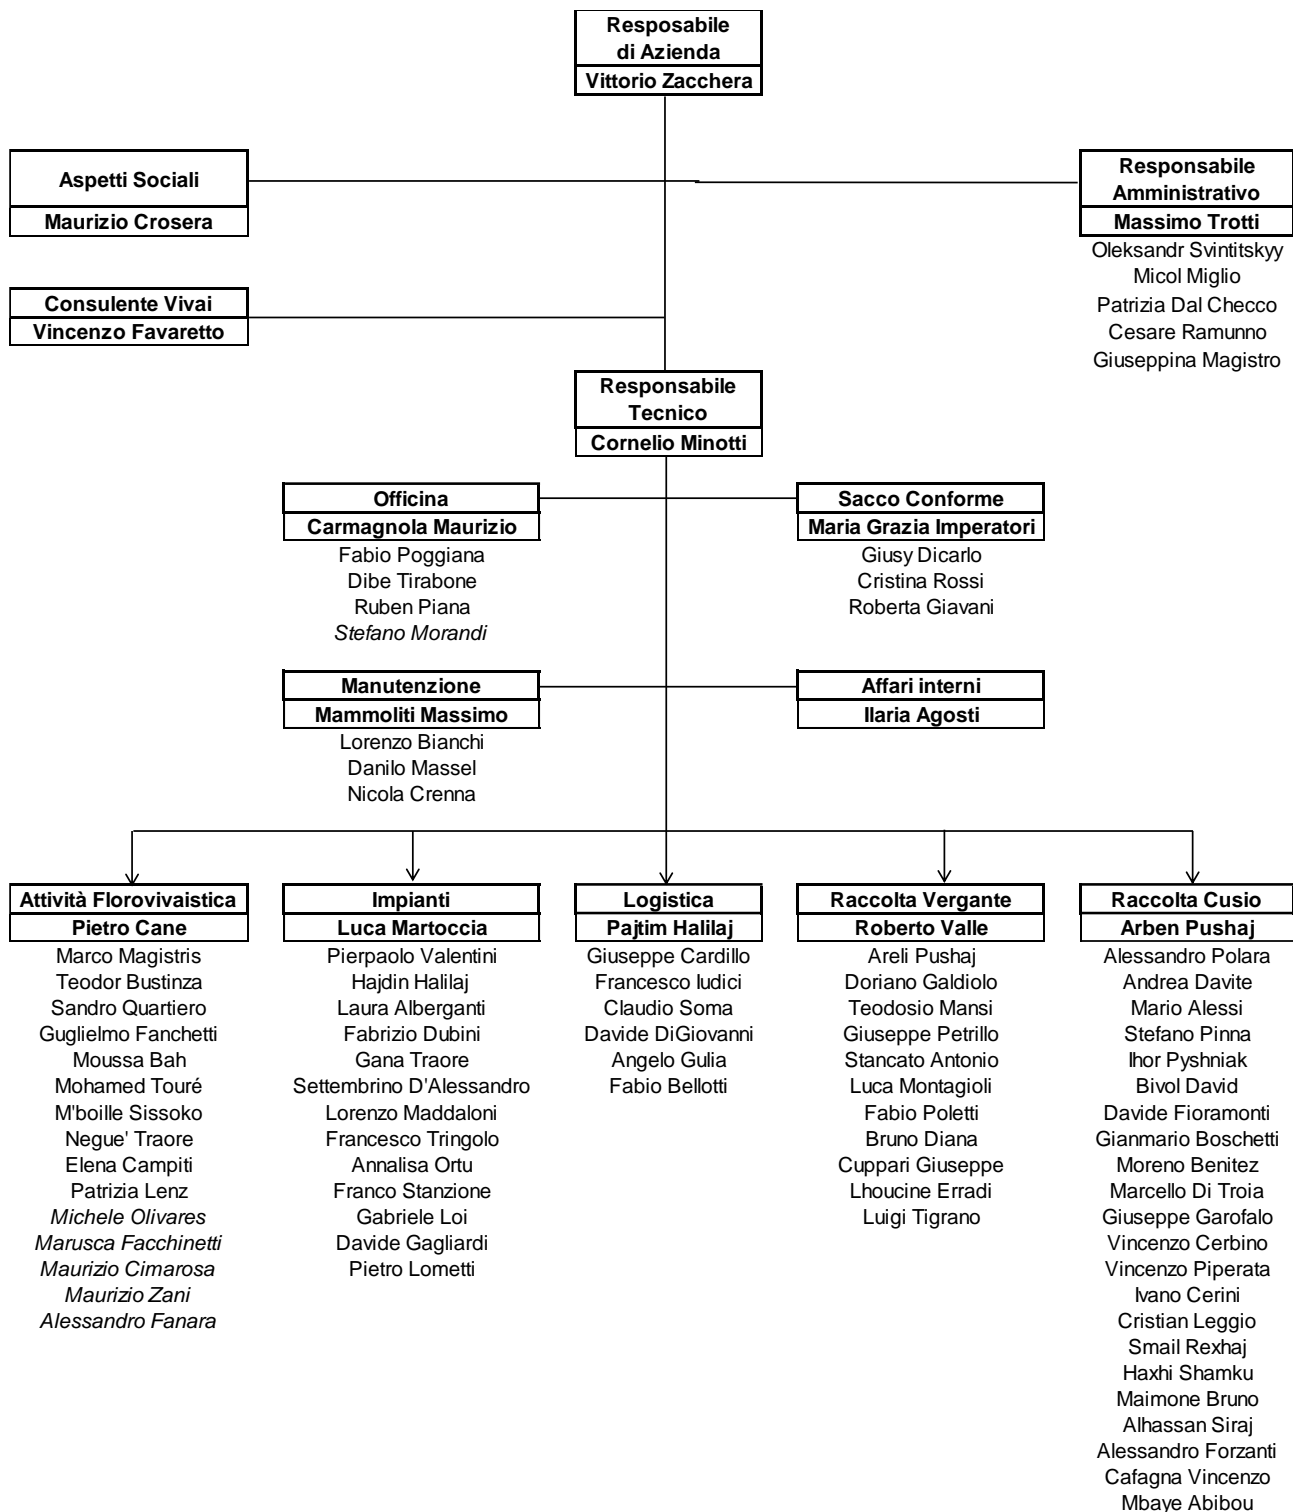 Resposabile
di Azienda
Vittorio Zacchera
Aspetti Sociali
Maurizio Crosera
Responsabile
Amministrativo
Massimo Trotti
Oleksandr Svintitskyy
Micol Miglio
Patrizia Dal Checco
Cesare Ramunno
Giuseppina Magistro
Consulente Vivai
Vincenzo Favaretto
Responsabile
Tecnico
Cornelio Minotti
Officina
Carmagnola Maurizio
Fabio Poggiana
Dibe Tirabone
Ruben Piana
Stefano Morandi
Sacco Conforme
Maria Grazia Imperatori
Giusy Dicarlo
Cristina Rossi
Roberta Giavani
Manutenzione
Mammoliti Massimo
Lorenzo Bianchi
Danilo Massel
Nicola Crenna
Affari interni
Ilaria Agosti
Attività Florovivaistica
Pietro Cane
Marco Magistris
Teodor Bustinza
Sandro Quartiero
Guglielmo Fanchetti
Moussa Bah
Mohamed Touré
M'boille Sissoko
Negue' Traore
Elena Campiti
Patrizia Lenz
Michele Olivares
Marusca Facchinetti
Maurizio Cimarosa
Maurizio Zani
Alessandro Fanara
Impianti
Luca Martoccia
Pierpaolo Valentini
Hajdin Halilaj
Laura Alberganti
Fabrizio Dubini
Gana Traore
Settembrino D'Alessandro
Lorenzo Maddaloni
Francesco Tringolo
Annalisa Ortu
Franco Stanzione
Gabriele Loi
Davide Gagliardi
Pietro Lometti
Logistica
Pajtim Halilaj
Giuseppe Cardillo
Francesco Iudici
Claudio Soma
Davide DiGiovanni
Angelo Gulia
Fabio Bellotti
Raccolta Vergante
Roberto Valle
Areli Pushaj
Doriano Galdiolo
Teodosio Mansi
Giuseppe Petrillo
Stancato Antonio
Luca Montagioli
Fabio Poletti
Bruno Diana
Cuppari Giuseppe
Lhoucine Erradi
Luigi Tigrano
Raccolta Cusio
Arben Pushaj
Alessandro Polara
Andrea Davite
Mario Alessi
Stefano Pinna
Ihor Pyshniak
Bivol David
Davide Fioramonti
Gianmario Boschetti
Moreno Benitez
Marcello Di Troia
Giuseppe Garofalo
Vincenzo Cerbino
Vincenzo Piperata
Ivano Cerini
Cristian Leggio
Smail Rexhaj
Haxhi Shamku
Maimone Bruno
Alhassan Siraj
Alessandro Forzanti
Cafagna Vincenzo
Mbaye Abibou